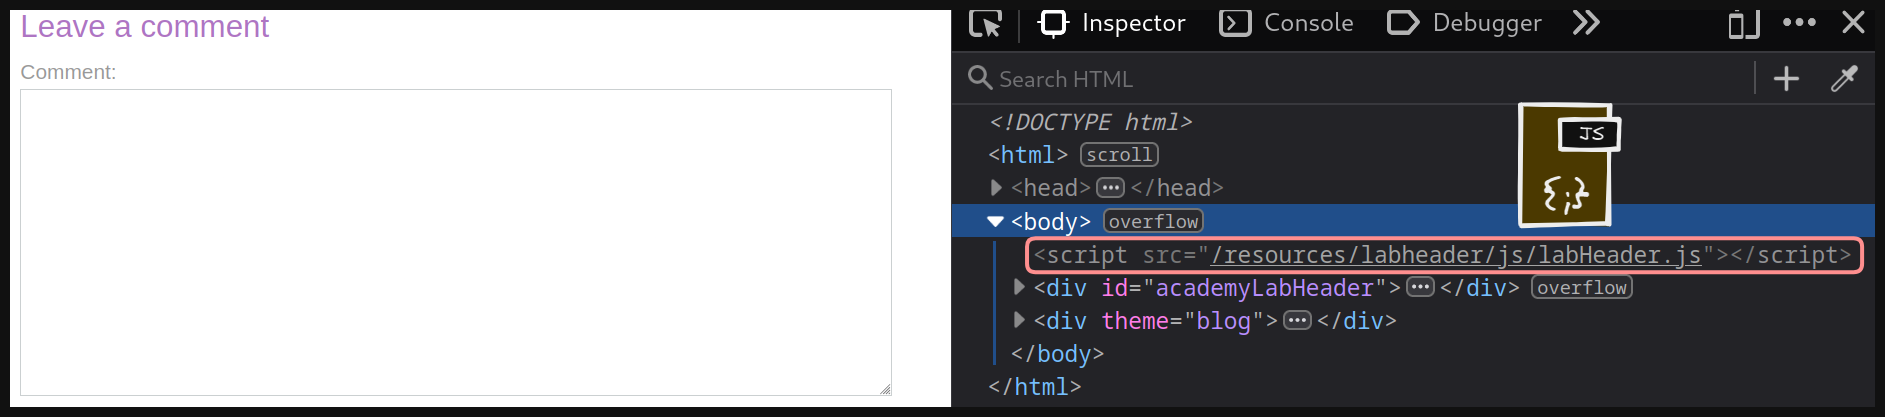 Leave a comment
Comment:
Inspector Console Debugger
Search HTML
<!DOCTYPE html>
<html> scroll
<head> ••• </head>
<body> overflow
<script src="/resources/labheader/js/labHeader.js"></script>
<div id="academyLabHeader"> ••• </div> overflow
<div theme="blog"> ••• </div>
</body>
</html>
JS
{;}